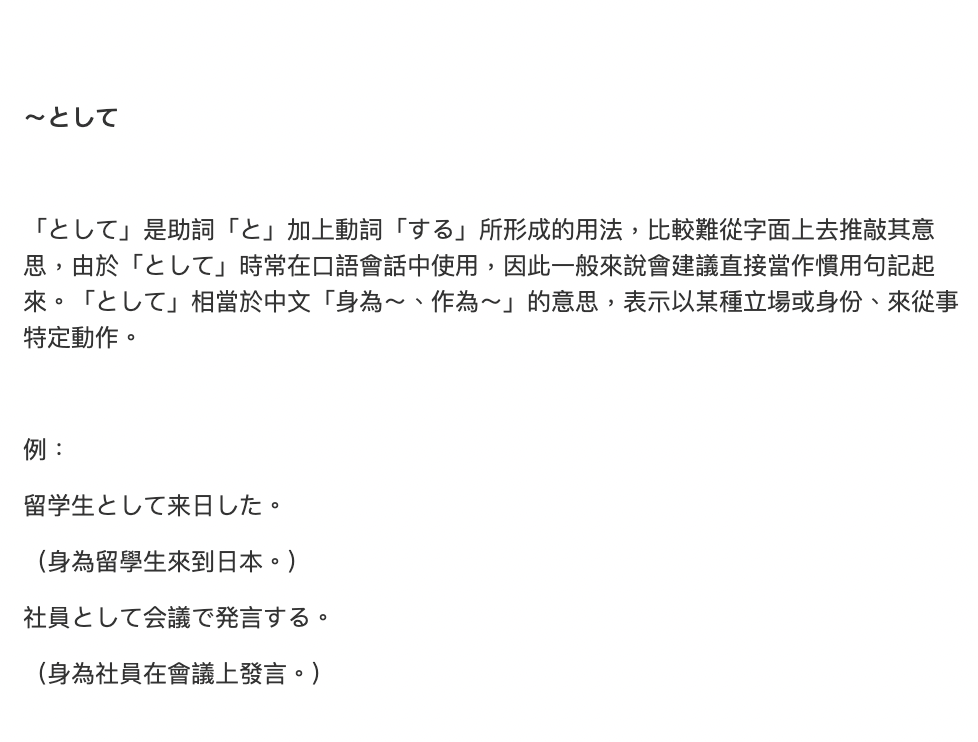 ～として
「として」是助詞「と」加上動詞「する」所形成的用法，比較難從字面上去推敲其意
思，由於「として」時常在口語會話中使用，因此一般來說會建議直接當作慣用句記起
來。「として」相當於中文「身為～、作為～」的意思，表示以某種立場或身份、來從事
特定動作。
例：
留学生として来日した。
（身為留學生來到日本。）
社員として会議で発言する。
（身為社員在會議上發言。）